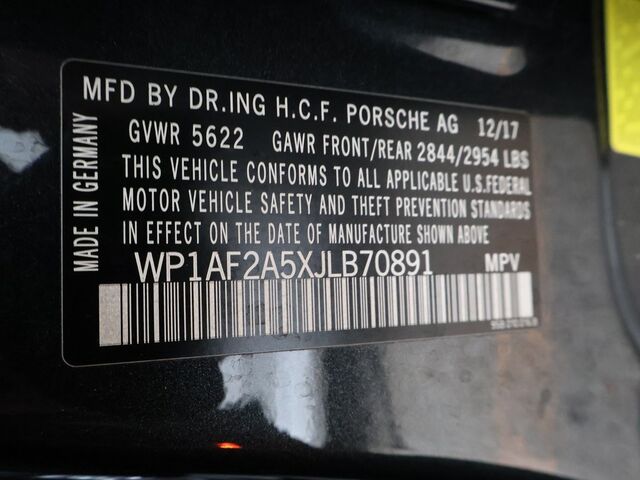 MFD BY DR.ING H.C.F. PORSCHE AG 12/17
GVWR 5622 GAWR FRONT/REAR 2844/2954 LBS
THIS VEHICLE CONFORMS TO ALL APPLICABLE U.S.FEDERAL
MOTOR VEHICLE SAFETY AND THEFT PREVENTION STANDARDS
IN EFFECT ON THE DATE OF MANUFACTURE SHOWN ABOVE.
WP1AF2A5XJLB70891 MPV
MADE IN GERMANY